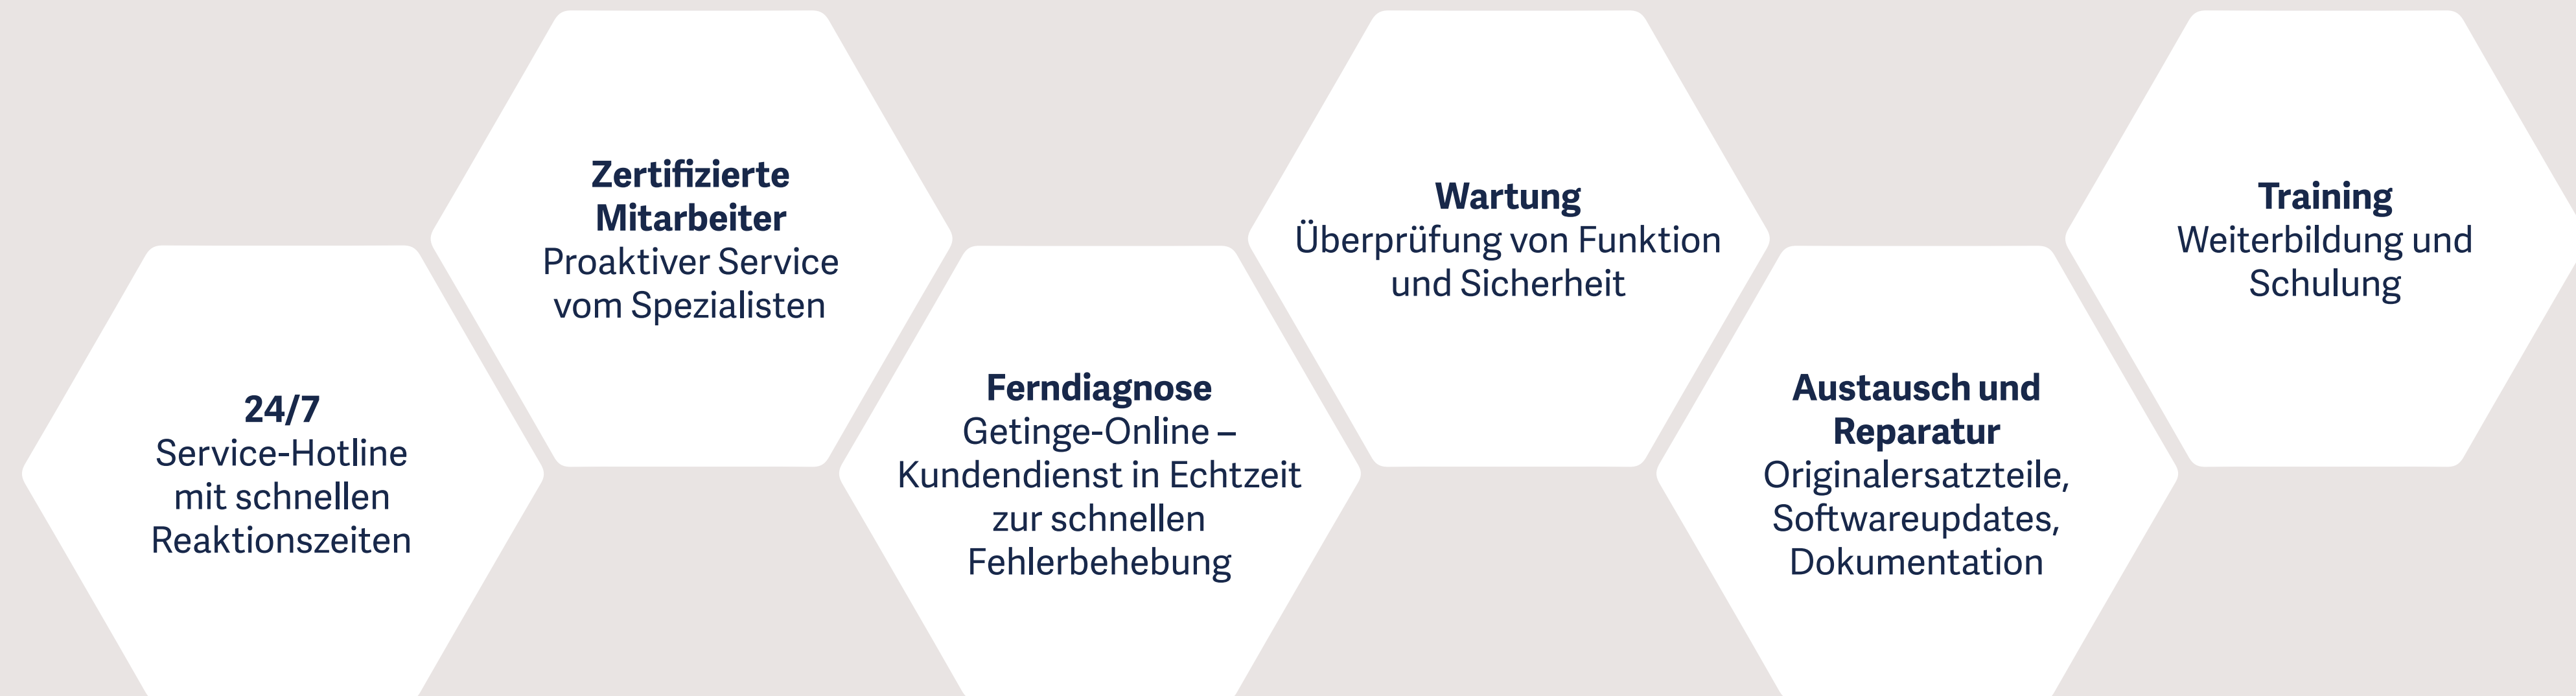 24/7
Service-Hotline
mit schnellen
Reaktionszeiten
Zertifizierte
Mitarbeiter
Proaktiver Service
vom Spezialisten
Ferndiagnose
Getinge-Online –
Kundendienst in Echtzeit
zur schnellen
Fehlerbehebung
Wartung
Überprüfung von Funktion
und Sicherheit
Austausch und
Reparatur
Originalersatzteile,
Softwareupdates,
Dokumentation
Training
Weiterbildung und
Schulung